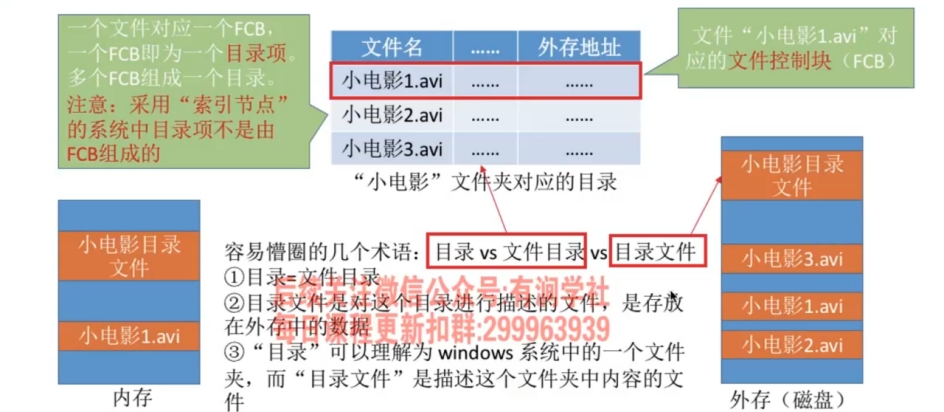 一个文件对应一个FCB，
一个FCB即为一个目录项。
多个FCB组成一个目录。
注意：采用“索引节点”
的系统中目录项不是由
FCB组成的
文件名 …… 外存地址
小电影1.avi …… ……
小电影2.avi …… ……
小电影3.avi …… ……
“小电影”文件夹对应的目录
文件“小电影1.avi”对
应的文件控制块（FCB）
小电影目录
文件
小电影1.avi
内存
容易懵圈的几个术语：目录 vs 文件目录 vs 目录文件
①目录=文件目录
②目录文件是对这个目录进行描述的文件，是存放
在外存中的数据
③“目录”可以理解为 windows 系统中的一个文件
夹，而“目录文件”是描述这个文件夹中内容的文
件
后续关注微信公众号:有润学社
每日课程更新扣群:299963939
小电影目录
文件
小电影3.avi
小电影1.avi
小电影2.avi
外存（磁盘）